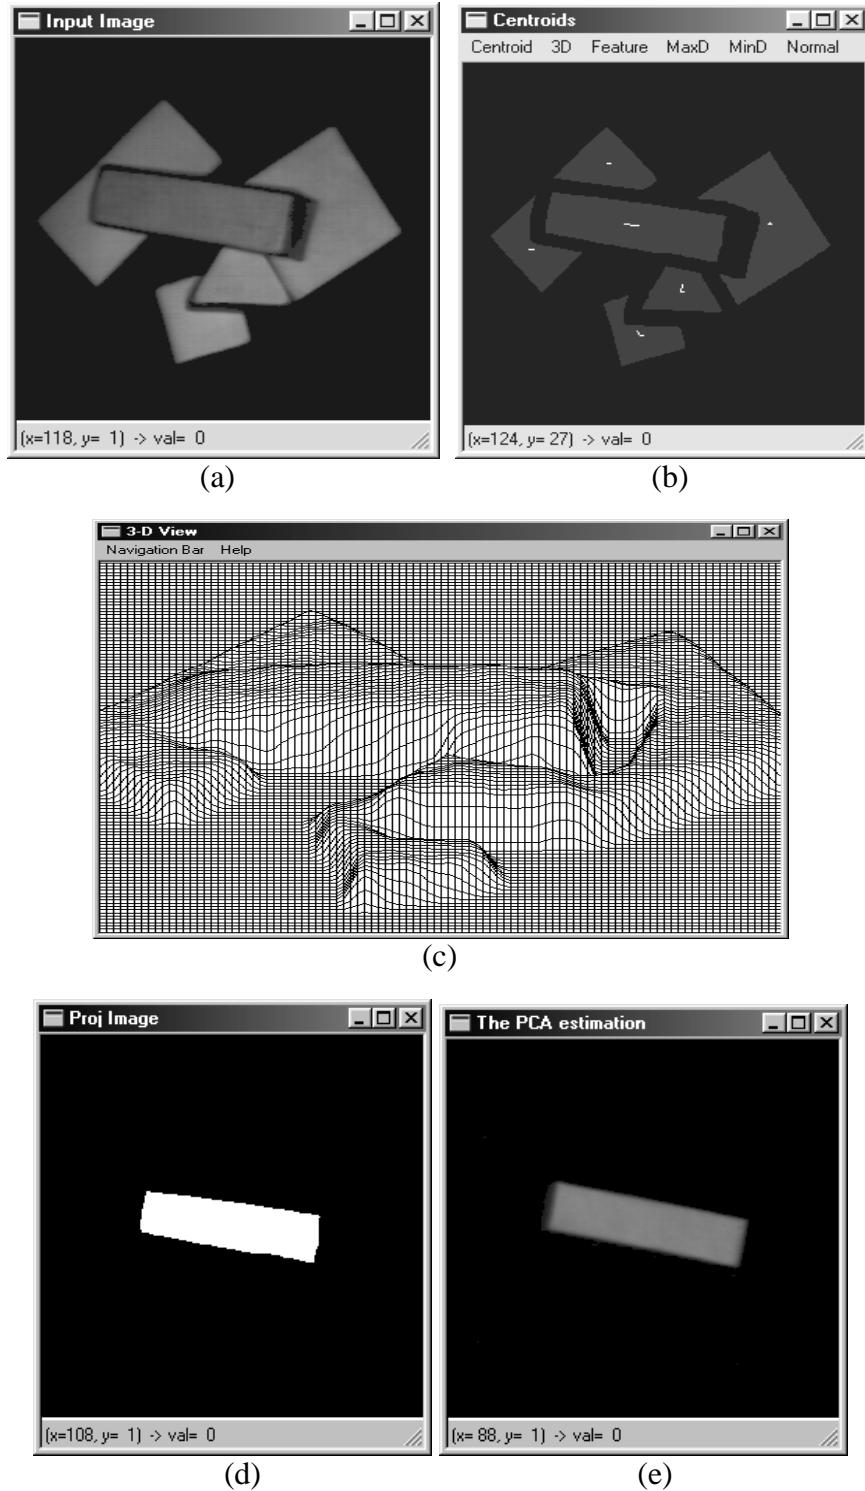 Input Image
(x=118, y= 1) -> val= 0
(a)
Centroids
Centroid 3D Feature MaxD MinD Normal
(x=124, y= 27) -> val= 0
(b)
3-D View
Navigation Bar Help
(c)
Proj Image
(x=108, y= 1) -> val= 0
(d)
The PCA estimation
(x= 88, y= 1) -> val= 0
(e)